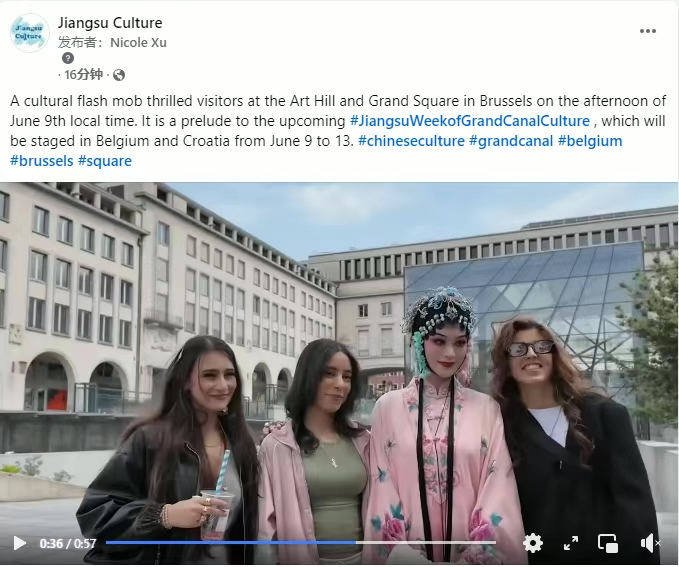 Jiangsu
Culture
Jiangsu Culture
发布者：Nicole Xu
?
· 16分钟 ·
A cultural flash mob thrilled visitors at the Art Hill and Grand Square in Brussels on the afternoon of
June 9th local time. It is a prelude to the upcoming #JiangsuWeekofGrandCanalCulture , which will
be staged in Belgium and Croatia from June 9 to 13. #chineseculture #grandcanal #belgium
#brussels #square
0:36 / 0:57